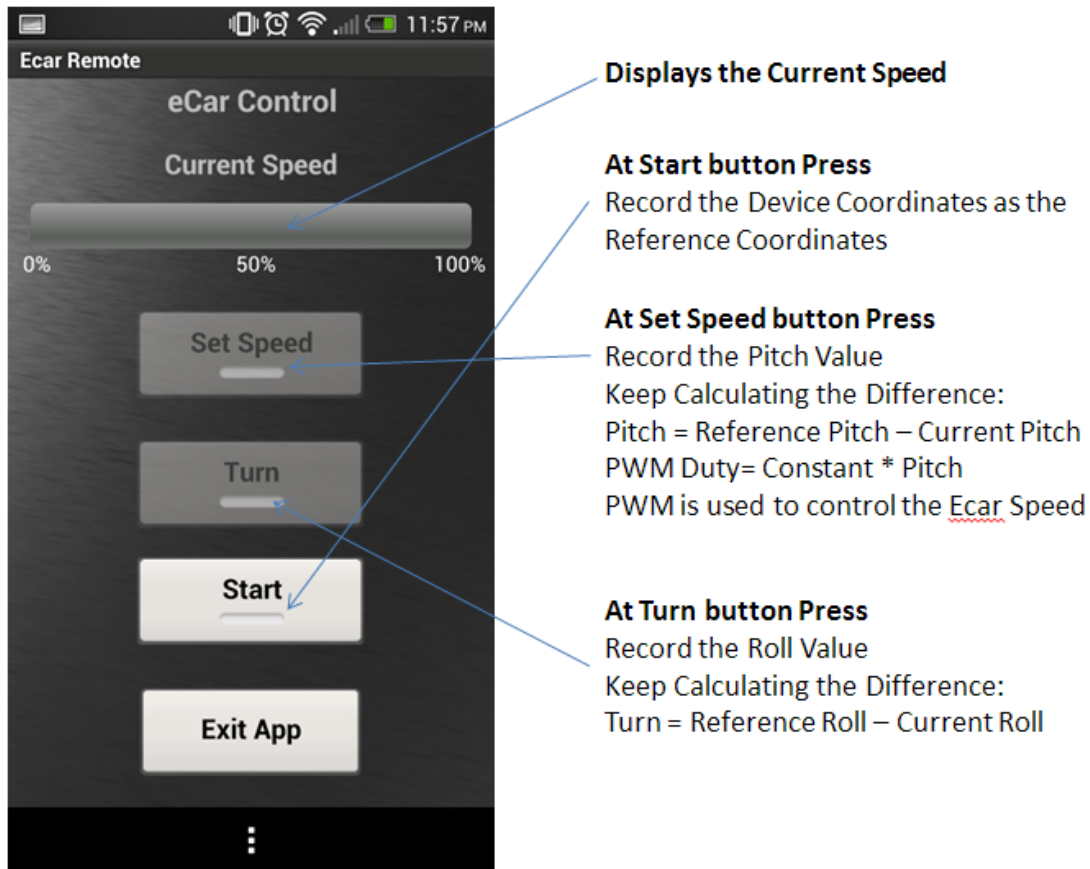 11:57 PM
Ecar Remote
eCar Control
Current Speed
0% 50% 100%
Set Speed
Turn
Start
Exit App
Displays the Current Speed
At Start button Press
Record the Device Coordinates as the
Reference Coordinates
At Set Speed button Press
Record the Pitch Value
Keep Calculating the Difference:
Pitch = Reference Pitch – Current Pitch
PWM Duty= Constant * Pitch
PWM is used to control the Ecar Speed
At Turn button Press
Record the Roll Value
Keep Calculating the Difference:
Turn = Reference Roll – Current Roll